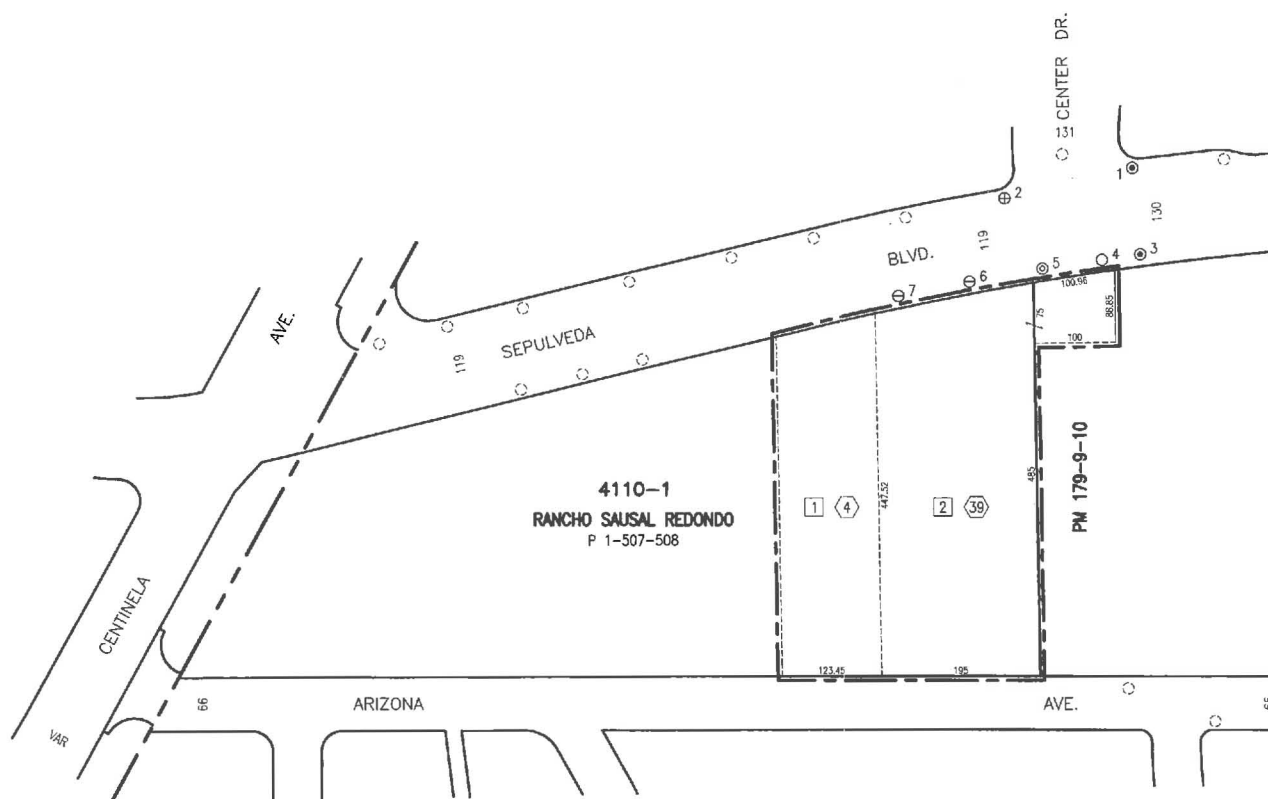 CENTER DR.
131
1
2
130
119
BLVD.
3
4
5
6
7
100.96
88.85
75
100
AVE.
SEPULVEDA
119
4110-1
RANCHO SAUSAL REDONDO
P 1-507-508
1 4
447.52
2 39
485
PM 179-9-10
CENTINELA
123.45
195
66
ARIZONA
AVE.
65
VAR